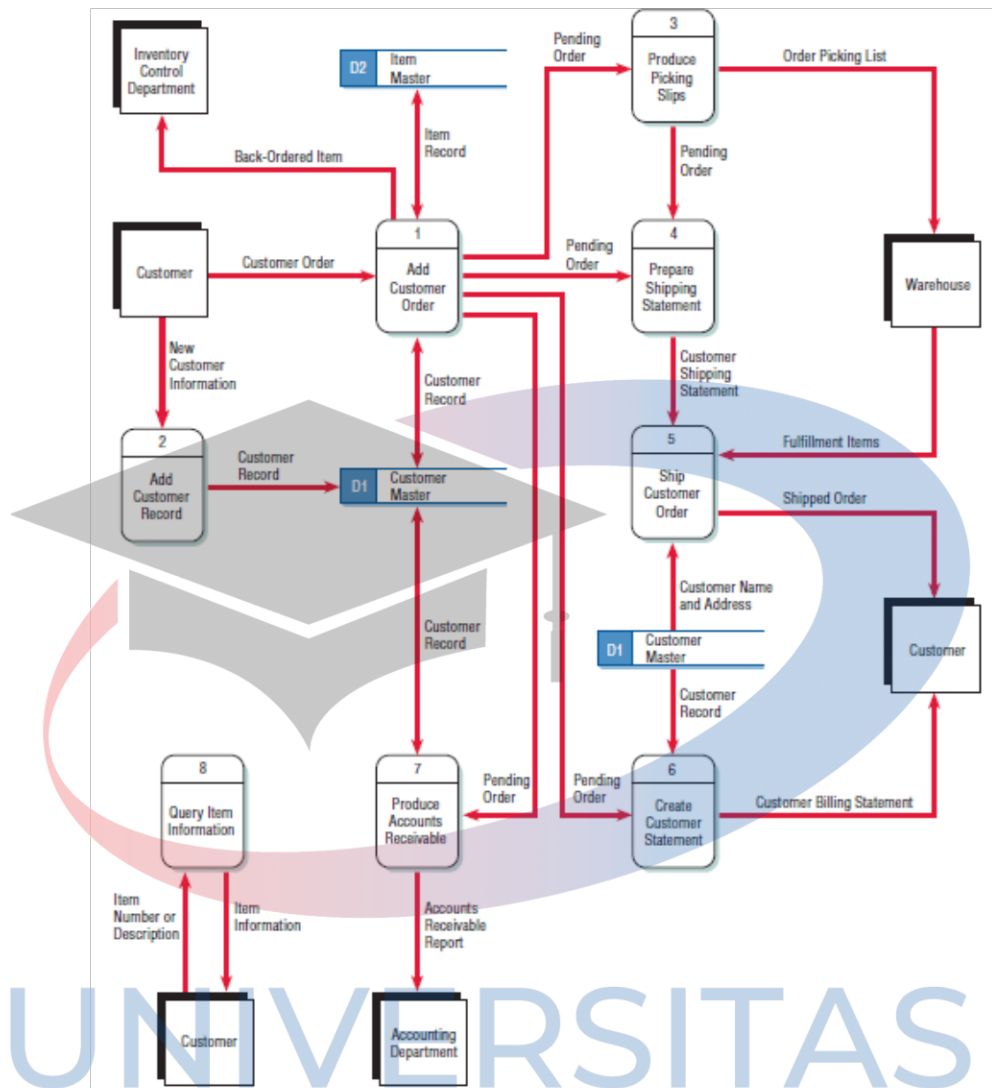 3
Produce
Picking
Slips
Pending
Order
Order Picking List
Inventory
Control
Department
D2
Item
Master
Item
Record
Back-Ordered Item
Pending
Order
1
Add
Customer
Order
4
Prepare
Shipping
Statement
Pending
Order
Customer
Customer Order
Warehouse
New
Customer
Information
Customer
Record
Customer
Shipping
Statement
2
Add
Customer
Record
Customer
Record
D1
Customer
Master
5
Ship
Customer
Order
Fulfillment Items
Shipped Order
Customer Name
and Address
Customer
Record
D1
Customer
Master
Customer
Customer
Record
8
Query Item
Information
7
Produce
Accounts
Receivable
Pending
Order
Pending
Order
6
Create
Customer
Statement
Customer Billing Statement
Item
Number or
Description
Item
Information
Accounts
Receivable
Report
Customer
Accounting
Department
UNIVERSITAS